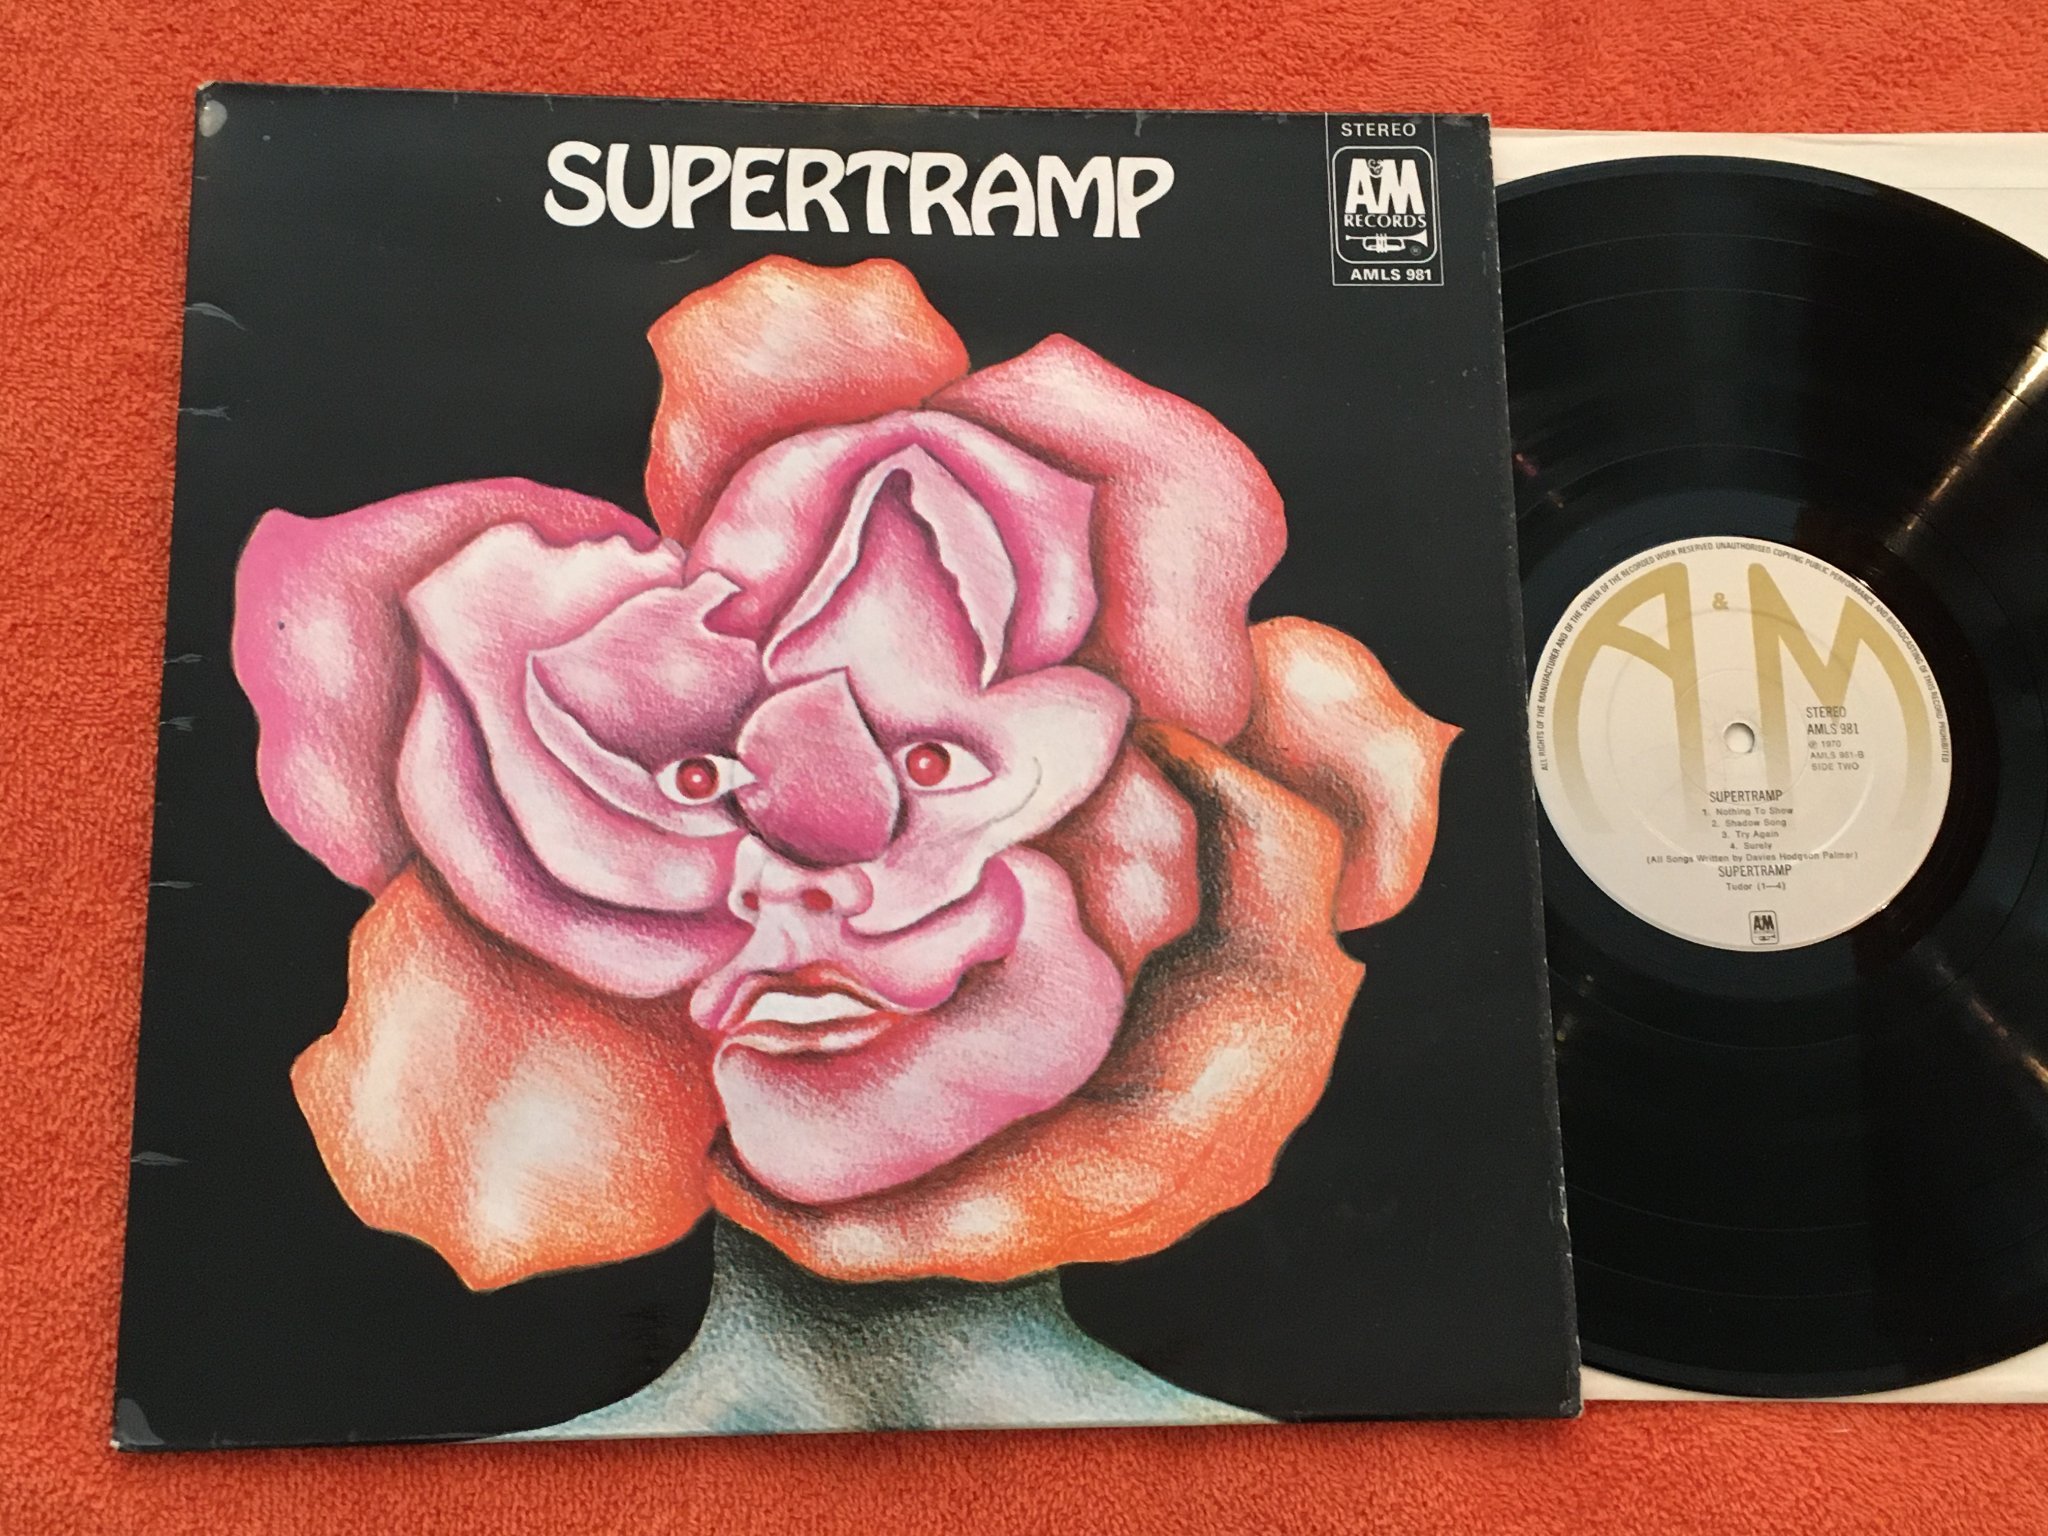 SUPERTRAMP
STEREO
A&M
RECORDS
AMLS 981
ALL RIGHTS OF THE MANUFACTURER AND OF THE OWNER OF THE RECORDED WORK RESERVED. UNAUTHORISED COPYING PUBLIC PERFORMANCE AND BROADCASTING OF THIS RECORD PROHIBITED
A&M
STEREO
AMLS 981
℗ 1970
AMLS 981-B
SIDE TWO
SUPERTRAMP
1. Nothing To Show
2. Shadow Song
3. Try Again
4. Surely
(All Songs Written by Davies Hodgson Palmer)
SUPERTRAMP
Tudor (1—4)
A&M
RECORDS